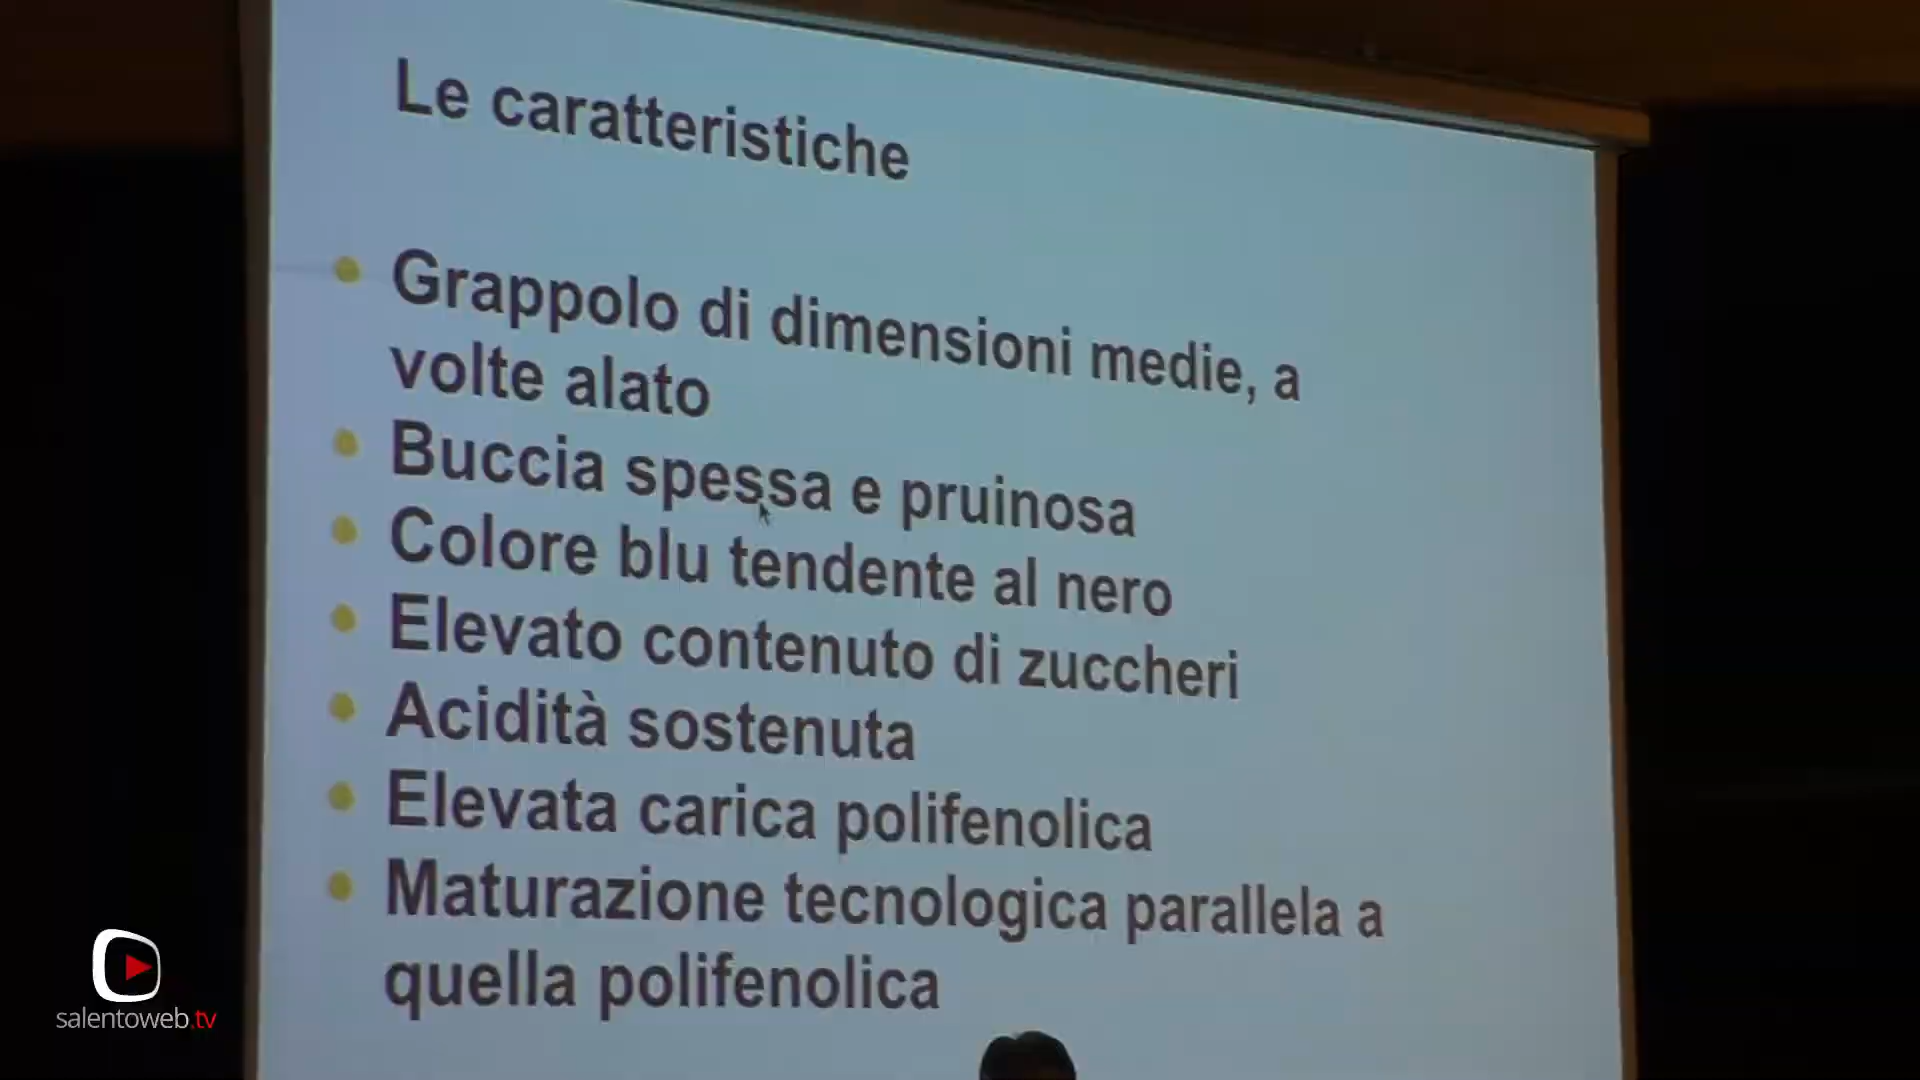 Le caratteristiche
Grappolo di dimensioni medie, a
volte alato
Buccia spessa e pruinosa
Colore blu tendente al nero
Elevato contenuto di zuccheri
Acidità sostenuta
Elevata carica polifenolica
Maturazione tecnologica parallela a
quella polifenolica
salentoweb.tv